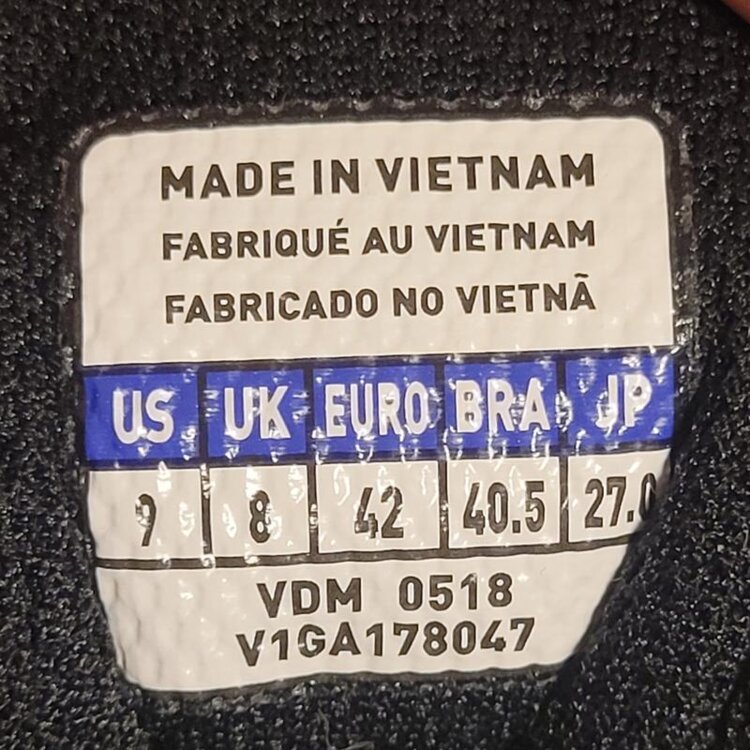 MADE IN VIETNAM
FABRIQUÉ AU VIETNAM
FABRICADO NO VIETNÃ
US UK EURO BRA JP
9 8 42 40.5 27.0
VDM 0518
V1GA178047